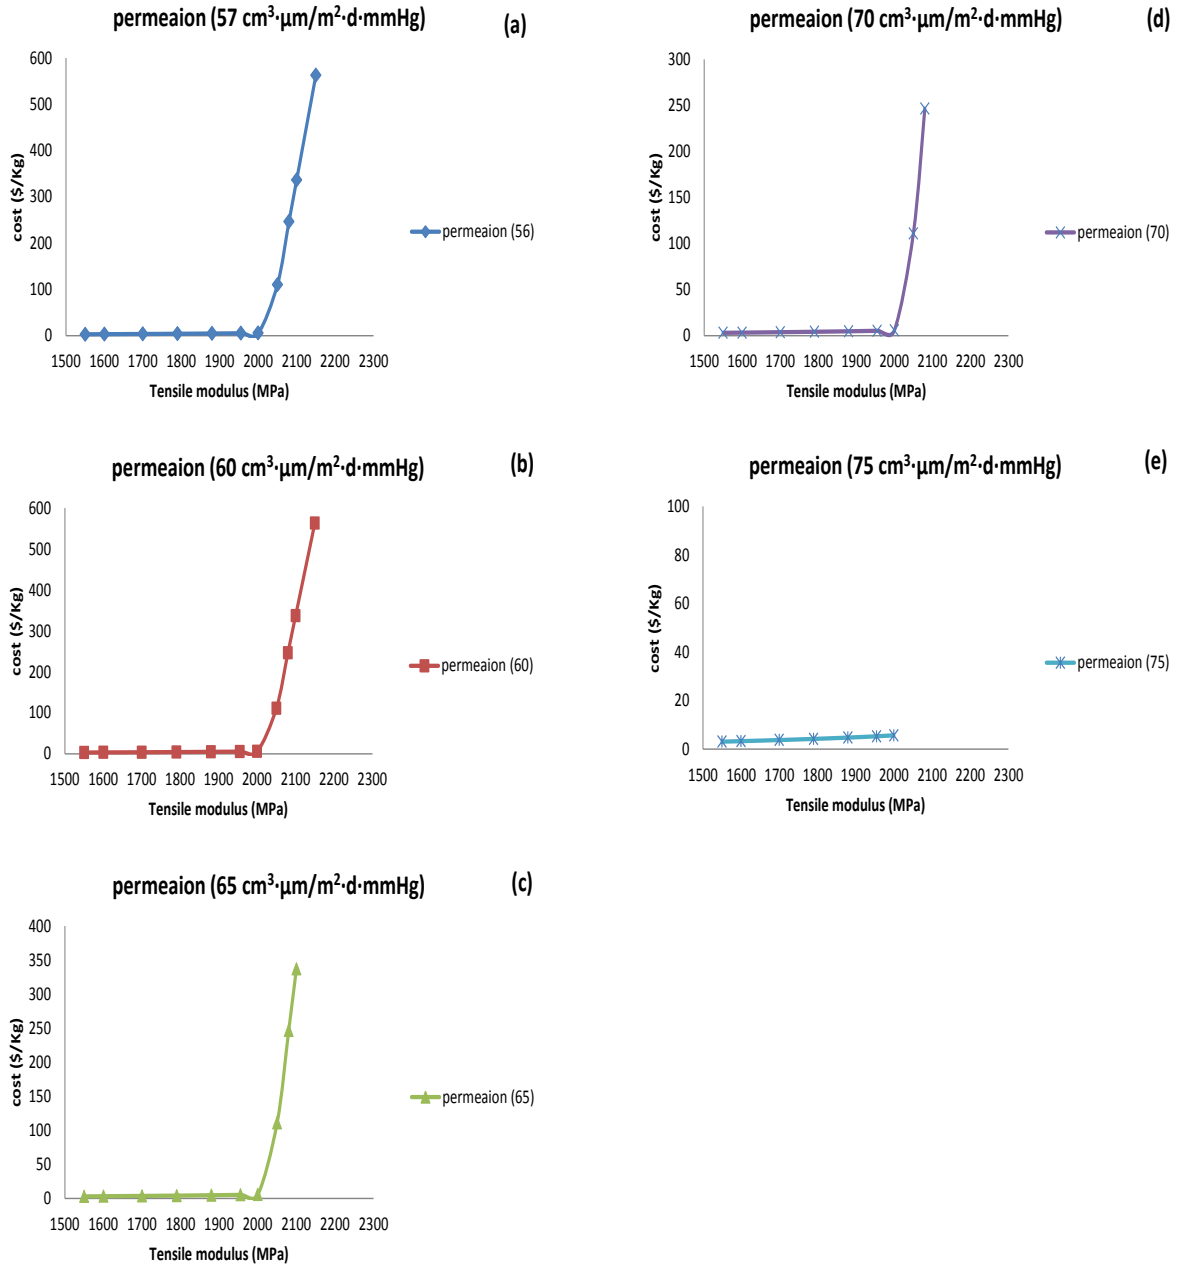 permeaion (57 cm³·µm/m²·d·mmHg)
(a)
600
500
400
300
200
100
0
cost ($/Kg)
1500 1600 1700 1800 1900 2000 2100 2200 2300
Tensile modulus (MPa)
permeaion (56)
permeaion (60 cm³·µm/m²·d·mmHg)
(b)
600
500
400
300
200
100
0
cost ($/Kg)
1500 1600 1700 1800 1900 2000 2100 2200 2300
Tensile modulus (MPa)
permeaion (60)
permeaion (65 cm³·µm/m²·d·mmHg)
(c)
400
350
300
250
200
150
100
50
0
cost ($/Kg)
1500 1600 1700 1800 1900 2000 2100 2200 2300
Tensile modulus (MPa)
permeaion (65)
permeaion (70 cm³·µm/m²·d·mmHg)
(d)
300
250
200
150
100
50
0
cost ($/Kg)
1500 1600 1700 1800 1900 2000 2100 2200 2300
Tensile modulus (MPa)
permeaion (70)
permeaion (75 cm³·µm/m²·d·mmHg)
(e)
100
80
60
40
20
0
cost ($/Kg)
1500 1600 1700 1800 1900 2000 2100 2200 2300
Tensile modulus (MPa)
permeaion (75)